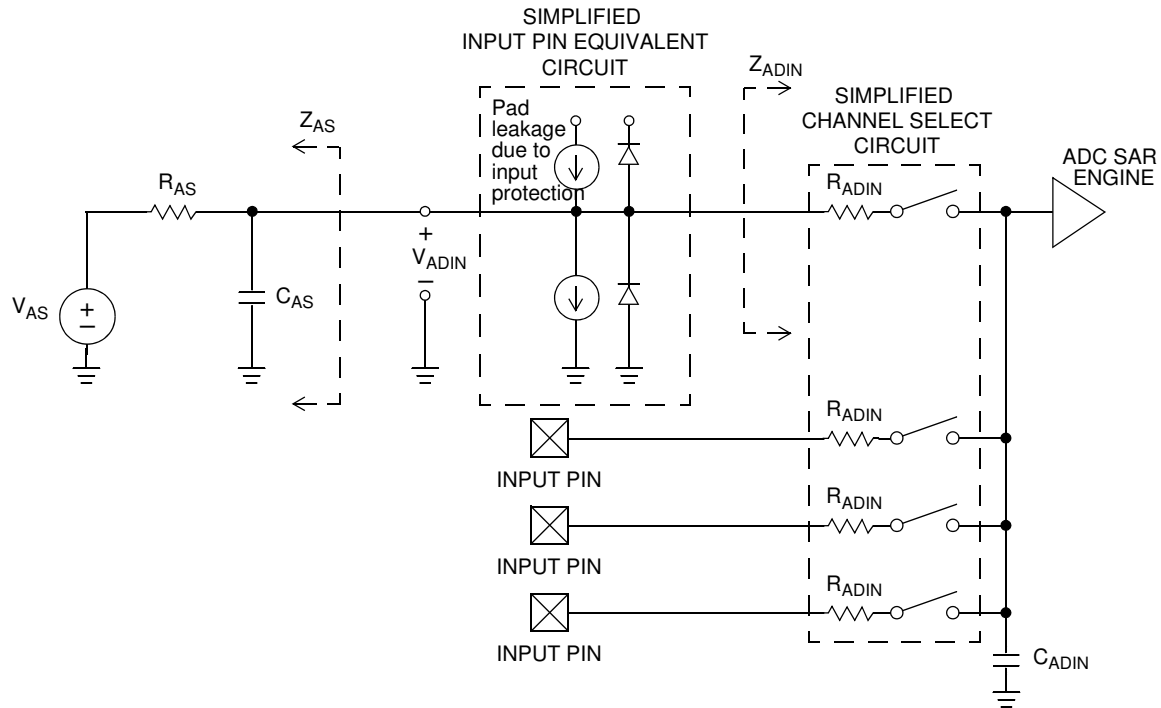 SIMPLIFIED
INPUT PIN EQUIVALENT
CIRCUIT
Pad
leakage
due to
input
protection
Z_ADIN
SIMPLIFIED
CHANNEL SELECT
CIRCUIT
ADC SAR
ENGINE
Z_AS
R_AS
R_ADIN
+
V_ADIN
–
V_AS
+
–
C_AS
R_ADIN
INPUT PIN
R_ADIN
INPUT PIN
R_ADIN
INPUT PIN
C_ADIN